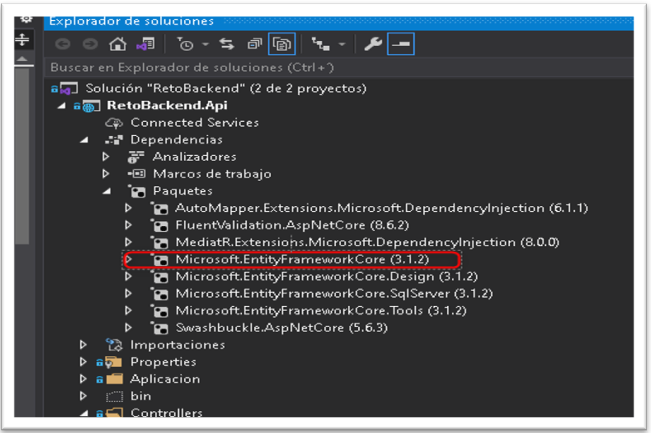 Explorador de soluciones
Buscar en Explorador de soluciones (Ctrl+´)
Solución "RetoBackend" (2 de 2 proyectos)
RetoBackend.Api
Connected Services
Dependencias
Analizadores
Marcos de trabajo
Paquetes
AutoMapper.Extensions.Microsoft.DependencyInjection (6.1.1)
FluentValidation.AspNetCore (8.6.2)
MediatR.Extensions.Microsoft.DependencyInjection (8.0.0)
Microsoft.EntityFrameworkCore (3.1.2)
Microsoft.EntityFrameworkCore.Design (3.1.2)
Microsoft.EntityFrameworkCore.SqlServer (3.1.2)
Microsoft.EntityFrameworkCore.Tools (3.1.2)
Swashbuckle.AspNetCore (5.6.3)
Importaciones
Properties
Aplicacion
bin
Controllers